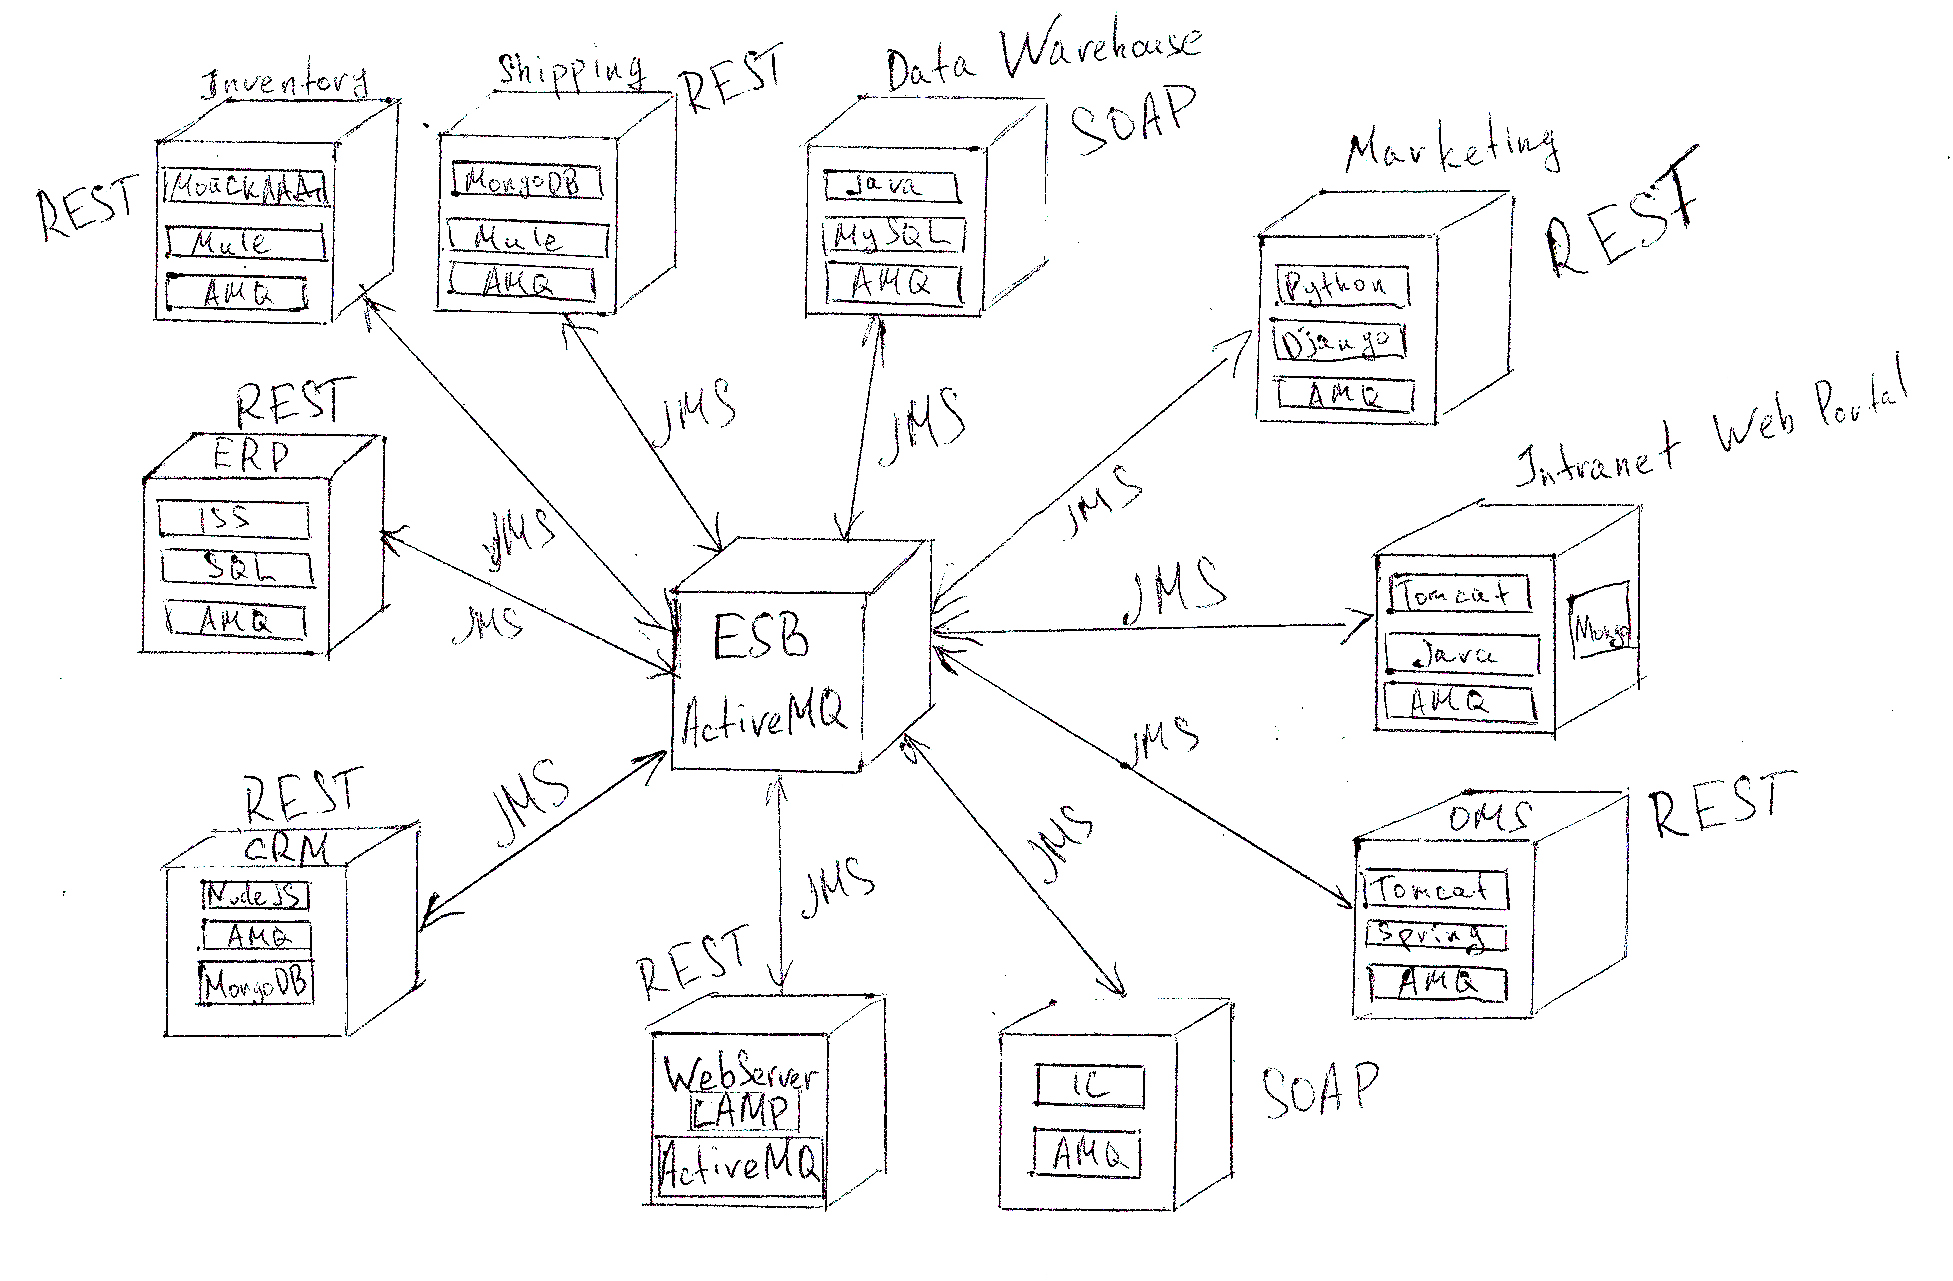 Inventory
REST
Mule
AMQ
Shipping
REST
MongoDB
Mule
AMQ
Data Warehouse
SOAP
Java
MySQL
AMQ
Marketing
REST
Python
Django
AMQ
REST
ERP
ISS
SQL
AMQ
JMS
JMS
JMS
JMS
JMS
JMS
JMS
JMS
JMS
JMS
ESB
ActiveMQ
Intranet Web Portal
Tomcat
Java
AMQ
Mongo
REST
CRM
NodeJS
AMQ
MongoDB
OMS
REST
Tomcat
Spring
AMQ
REST
WebServer
LAMP
ActiveMQ
1C
AMQ
SOAP